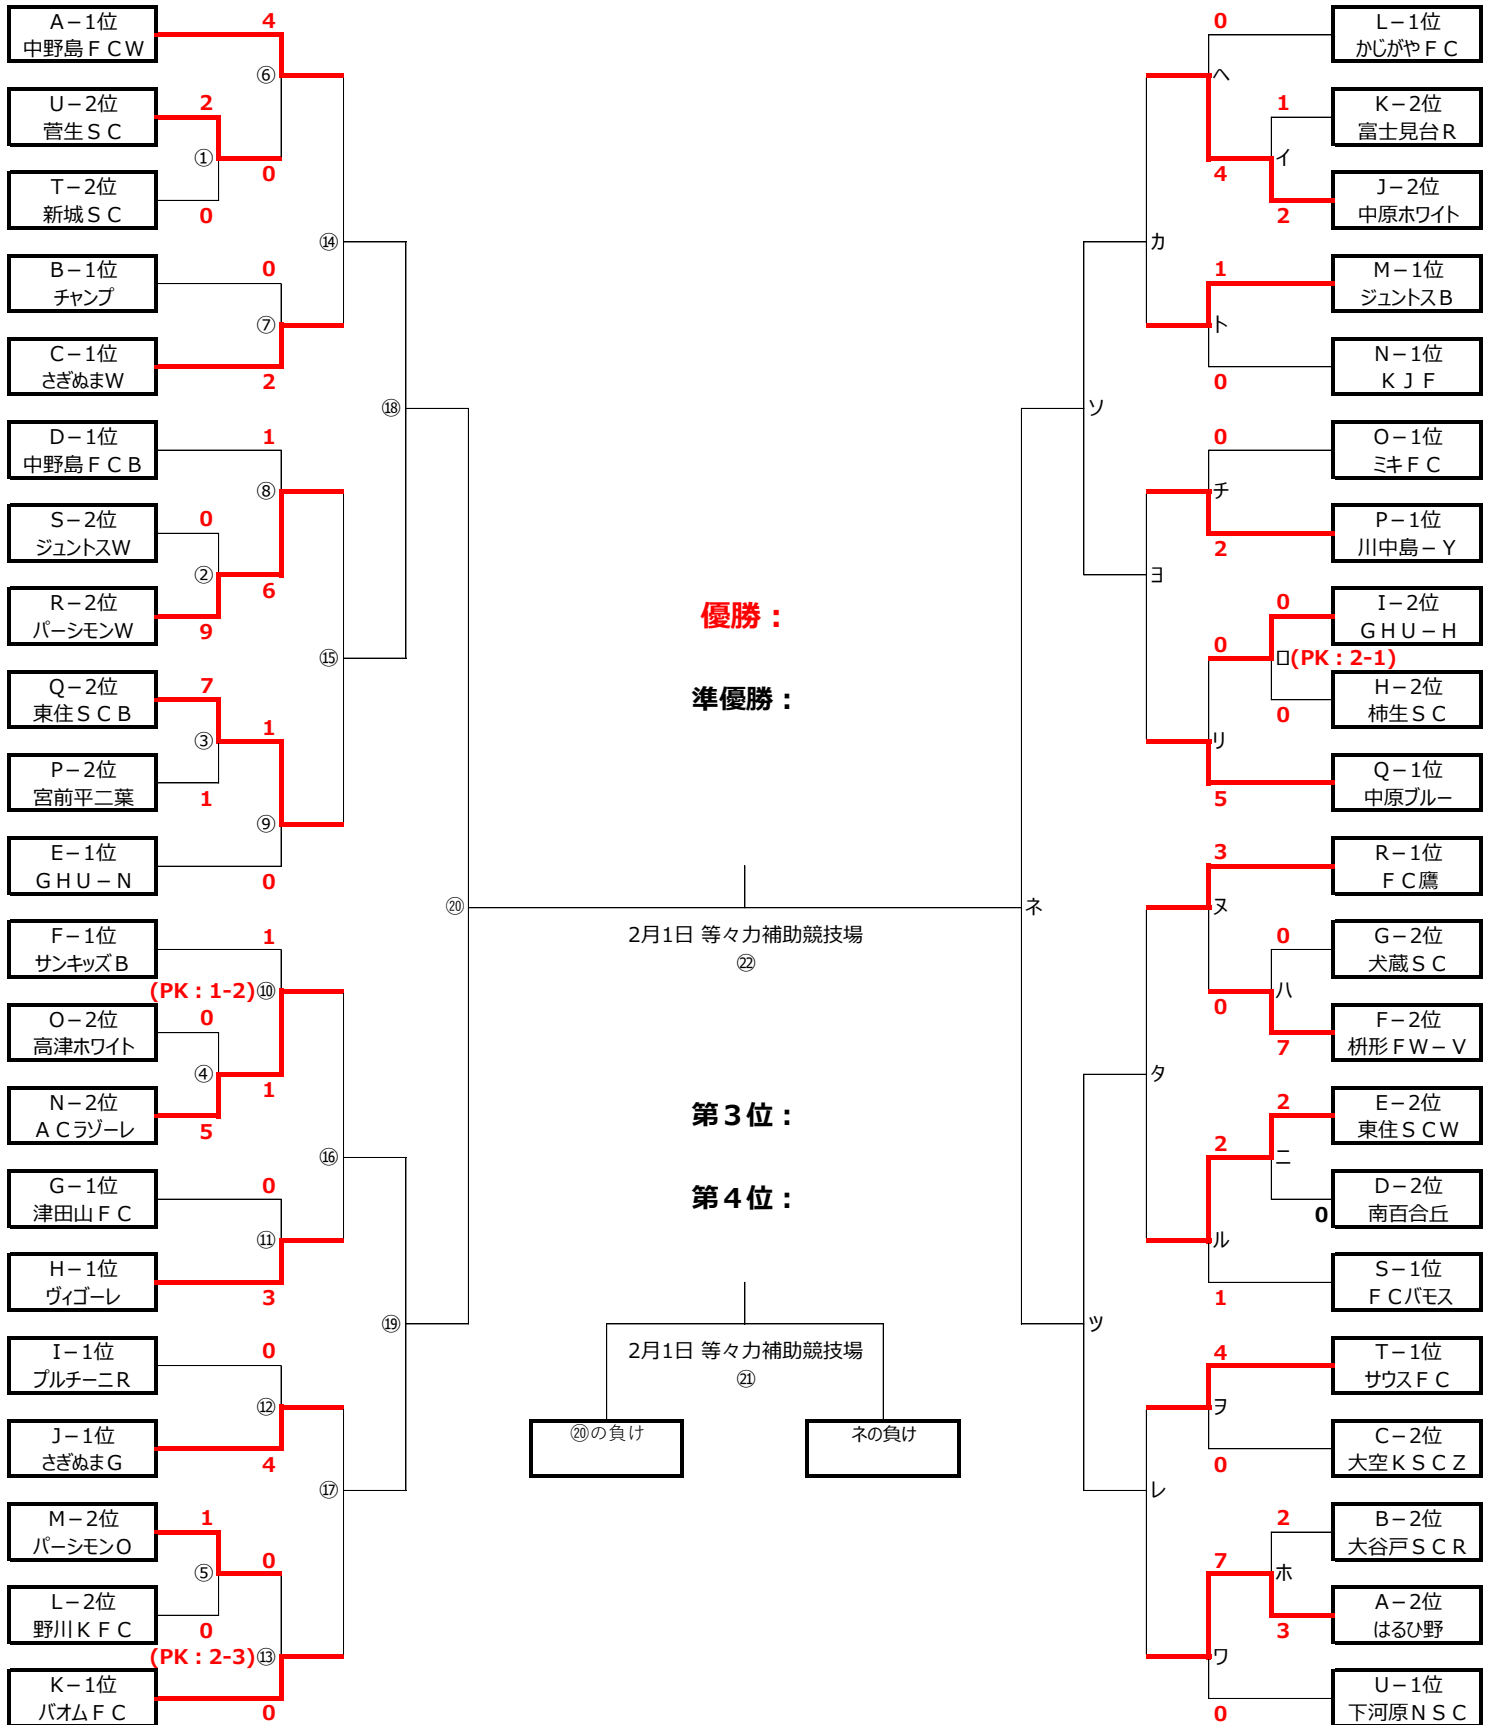 A－1位
中野島ＦＣＷ
4
⑥
U－2位
菅生ＳＣ
2
①
0
T－2位
新城ＳＣ
0
⑭
B－1位
チャンプ
0
⑦
C－1位
さぎぬまW
2
⑱
D－1位
中野島ＦＣＢ
1
⑧
S－2位
ジュントスW
0
②
6
R－2位
パーシモンW
9
⑮
Q－2位
東住ＳＣＢ
7
1
③
P－2位
宮前平二葉
1
⑨
E－1位
ＧＨＵ－Ｎ
0
⑳
F－1位
サンキッズB
1
(PK：1-2)
⑩
O－2位
高津ホワイト
0
④
1
N－2位
ＡＣラゾーレ
5
⑯
G－1位
津田山ＦＣ
0
⑪
H－1位
ヴィゴーレ
3
⑲
I－1位
プルチーニR
0
⑫
J－1位
さぎぬまG
4
⑰
M－2位
パーシモンO
1
0
⑤
L－2位
野川ＫＦＣ
0
(PK：2-3)
⑬
K－1位
バオムＦＣ
0
優勝：
準優勝：
2月1日 等々力補助競技場
㉒
第３位：
第４位：
2月1日 等々力補助競技場
㉑
⑳の負け
ネの負け
0
L－1位
かじがやＦＣ
ヘ
1
K－2位
富士見台R
イ
4
J－2位
中原ホワイト
2
カ
1
M－1位
ジュントスB
ト
N－1位
ＫＪＦ
0
ソ
0
O－1位
ミキＦＣ
チ
P－1位
川中島－Y
2
ヨ
0
I－2位
ＧＨＵ－Ｈ
0
ロ(PK：2-1)
H－2位
柿生ＳＣ
0
リ
Q－1位
中原ブルー
5
3
R－1位
ＦＣ鷹
ヌ
ネ
0
G－2位
犬蔵ＳＣ
ハ
0
F－2位
枡形ＦＷ－Ｖ
7
タ
2
E－2位
東住ＳＣＷ
2
ニ
D－2位
南百合丘
0
ル
S－1位
ＦＣバモス
1
ツ
4
T－1位
サウスＦＣ
ヲ
C－2位
大空ＫＳＣＺ
0
レ
2
B－2位
大谷戸ＳＣＲ
7
ホ
A－2位
はるひ野
3
ワ
U－1位
下河原ＮＳＣ
0